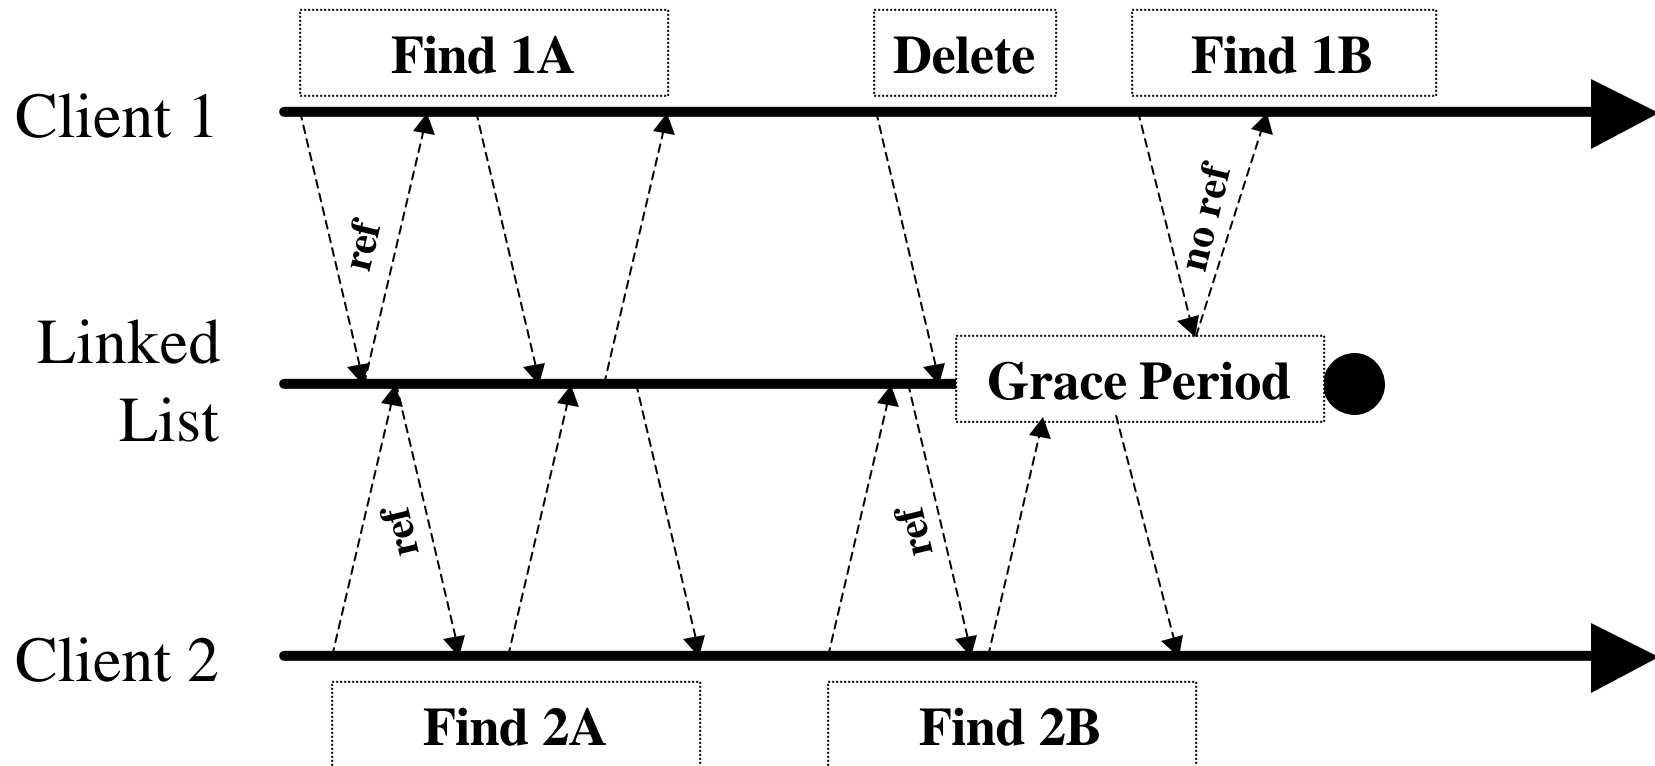 Find 1A
Delete
Find 1B
Client 1
ref
no ref
Linked
List
Grace Period
ref
ref
Client 2
Find 2A
Find 2B